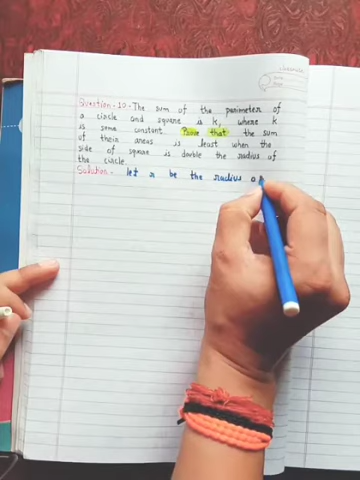 Question-10- The sum of the perimeter of
a circle and square is k, where k
is some constant. Prove that the sum
of their areas is least when the
side of square is double the radius of
the circle.
Solution- let r be the radius o